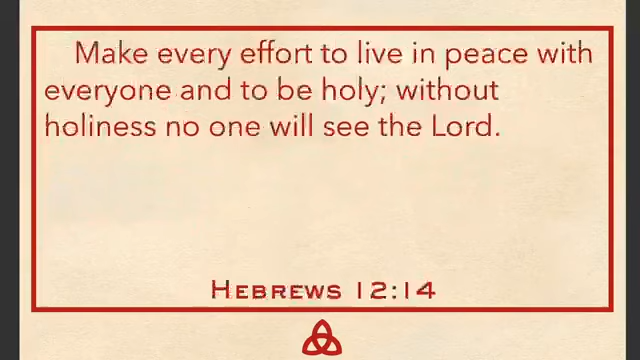 Make every effort to live in peace with
everyone and to be holy; without
holiness no one will see the Lord.
Hebrews 12:14